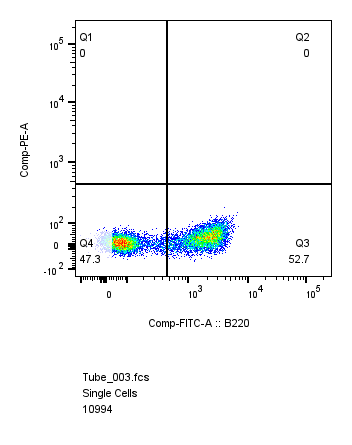 Q1
0
Q2
0
10^5
10^4
10^3
10^2
0
-10^2
Comp-PE-A
Q4
47.3
Q3
52.7
0
10^3
10^4
10^5
Comp-FITC-A :: B220
Tube_003.fcs
Single Cells
10994